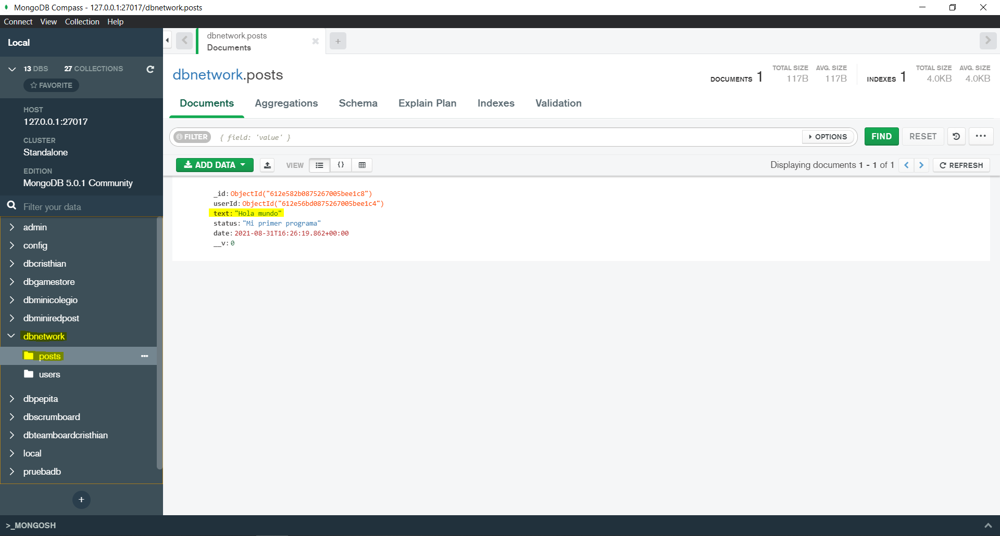 MongoDB Compass - 127.0.0.1:27017/dbnetwork.posts
Connect View Collection Help
Local
13 DBS 27 COLLECTIONS
FAVORITE
HOST
127.0.0.1:27017
CLUSTER
Standalone
EDITION
MongoDB 5.0.1 Community
Filter your data
admin
config
dbcristhian
dbgamestore
dbminicolegio
dbminiredpost
dbnetwork
posts
users
dbpepita
dbscrumboard
dbteamboardcristhian
local
pruebadb
+
dbnetwork.posts
Documents
+
dbnetwork.posts
DOCUMENTS 1 TOTAL SIZE 117B AVG. SIZE 117B INDEXES 1 TOTAL SIZE 4.0KB AVG. SIZE 4.0KB
Documents Aggregations Schema Explain Plan Indexes Validation
FILTER { field: 'value' } OPTIONS FIND RESET ...
ADD DATA VIEW {} Displaying documents 1 - 1 of 1 REFRESH
_id: ObjectId("612e582b0875267005bee1c8")
userId: ObjectId("612e56bd0875267005bee1c4")
text: "Hola mundo"
status: "Mi primer programa"
date: 2021-08-31T16:26:19.862+00:00
__v: 0
>_MONGOSH